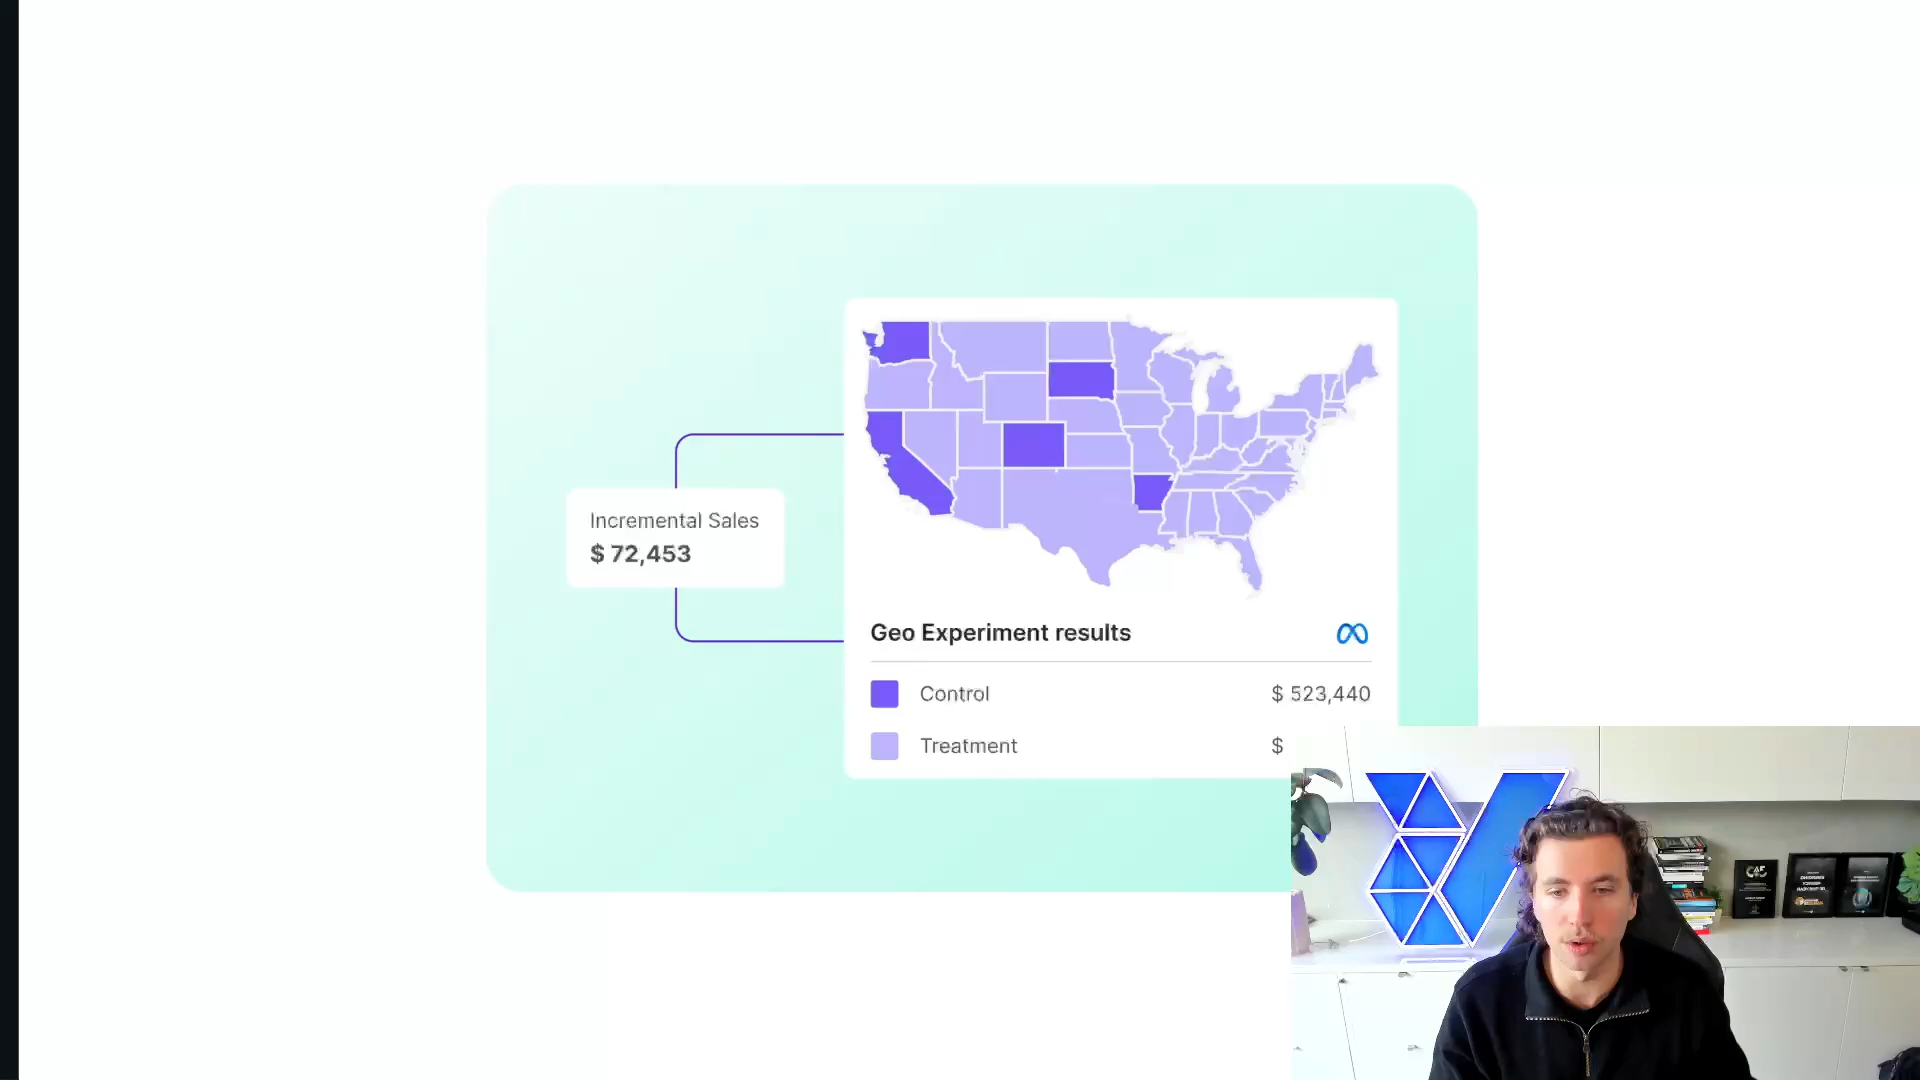 Incremental Sales
$ 72,453
Geo Experiment results
Control $ 523,440
Treatment $